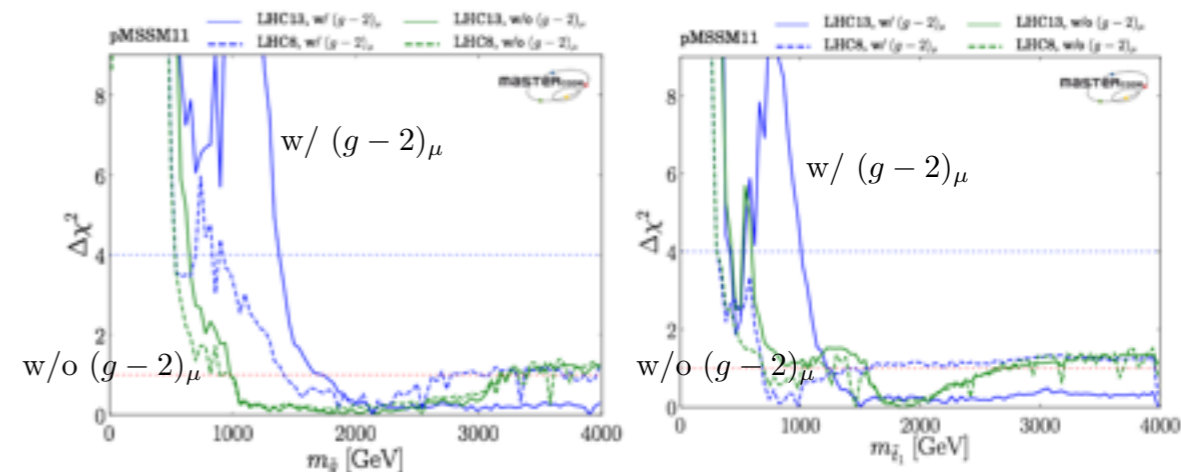 pMSSM11
LHC13, w/ (g − 2)μ
LHC13, w/o (g − 2)μ
LHC8, w/ (g − 2)μ
LHC8, w/o (g − 2)μ
MASTERCODE
w/ (g − 2)μ
w/o (g − 2)μ
Δχ²
8
6
4
2
0
0
1000
2000
3000
4000
m_g̃ [GeV]
pMSSM11
LHC13, w/ (g − 2)μ
LHC13, w/o (g − 2)μ
LHC8, w/ (g − 2)μ
LHC8, w/o (g − 2)μ
MASTERCODE
w/ (g − 2)μ
w/o (g − 2)μ
Δχ²
8
6
4
2
0
0
1000
2000
3000
4000
m_t̃₁ [GeV]